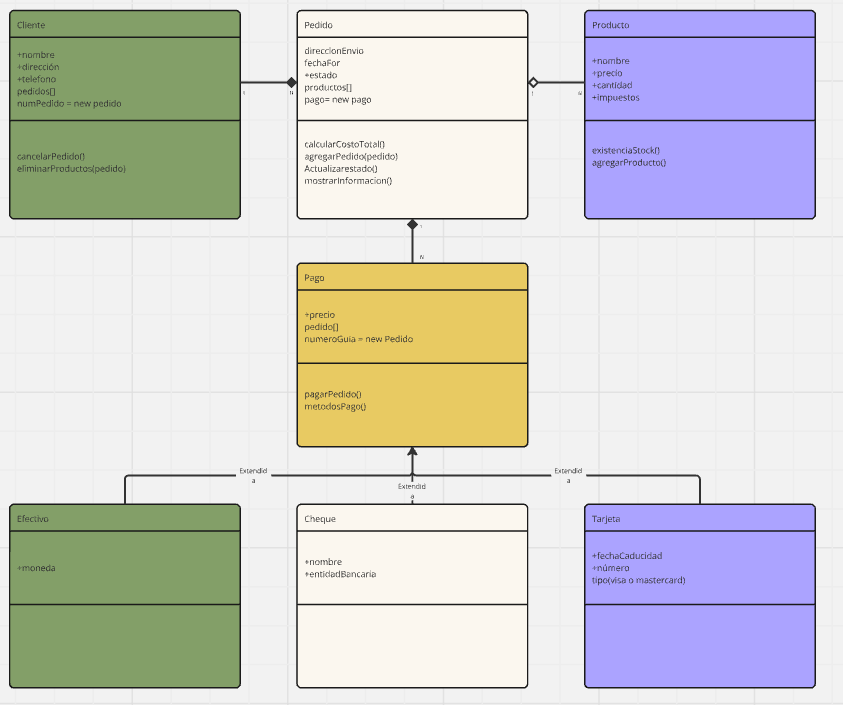 Cliente
+nombre
+dirección
+telefono
pedidos[]
numPedido = new pedido
cancelarPedido()
eliminarProductos(pedido)
1
N
Pedido
direccionEnvio
fechaFor
+estado
productos[]
pago= new pago
calcularCostoTotal()
agregarPedido(pedido)
Actualizarestado()
mostrarInformacion()
1
N
Producto
+nombre
+precio
+cantidad
+impuestos
existenciaStock()
agregarProducto()
1
N
Pago
+precio
pedido[]
numeroGuia = new Pedido
pagarPedido()
metodosPago()
Extendid
a
Extendid
a
Extendid
a
Efectivo
+moneda
Cheque
+nombre
+entidadBancaria
Tarjeta
+fechaCaducidad
+número
tipo(visa o mastercard)